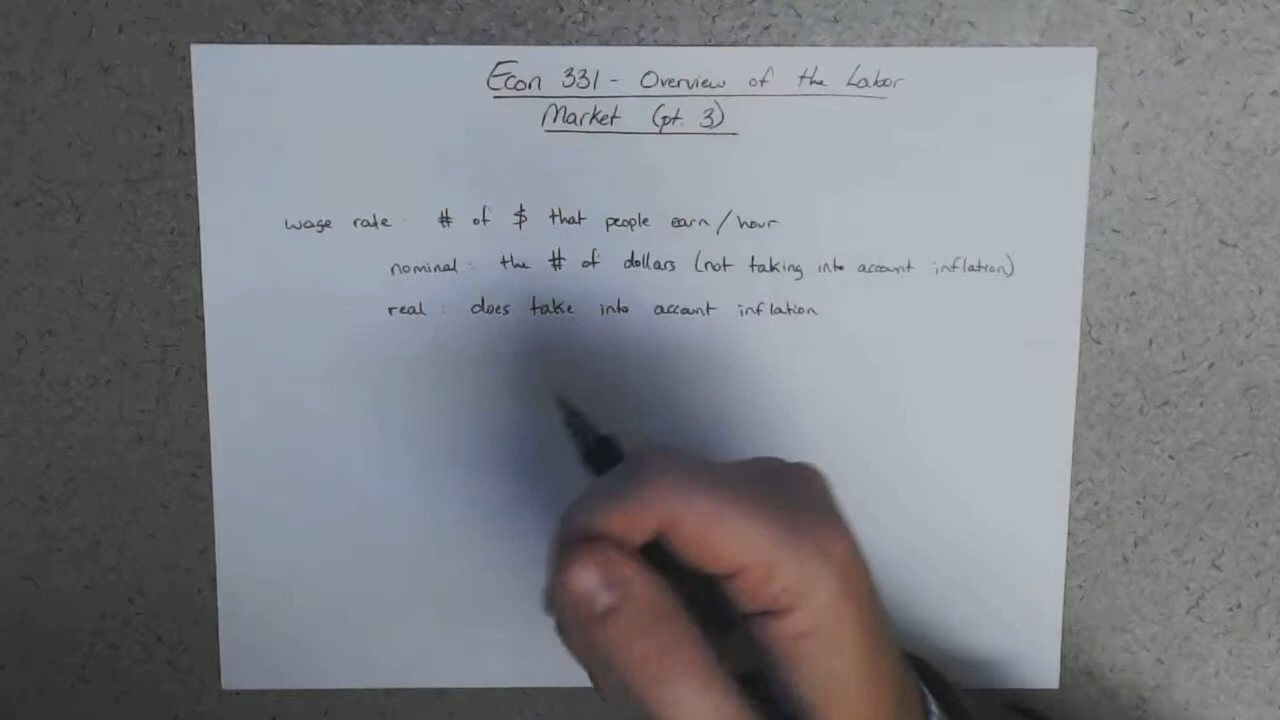 Econ 331 - Overview of the Labor
Market (pt. 3)
wage rate : # of $ that people earn/hour
nominal : the # of dollars (not taking into account inflation)
real : does take into account inflation